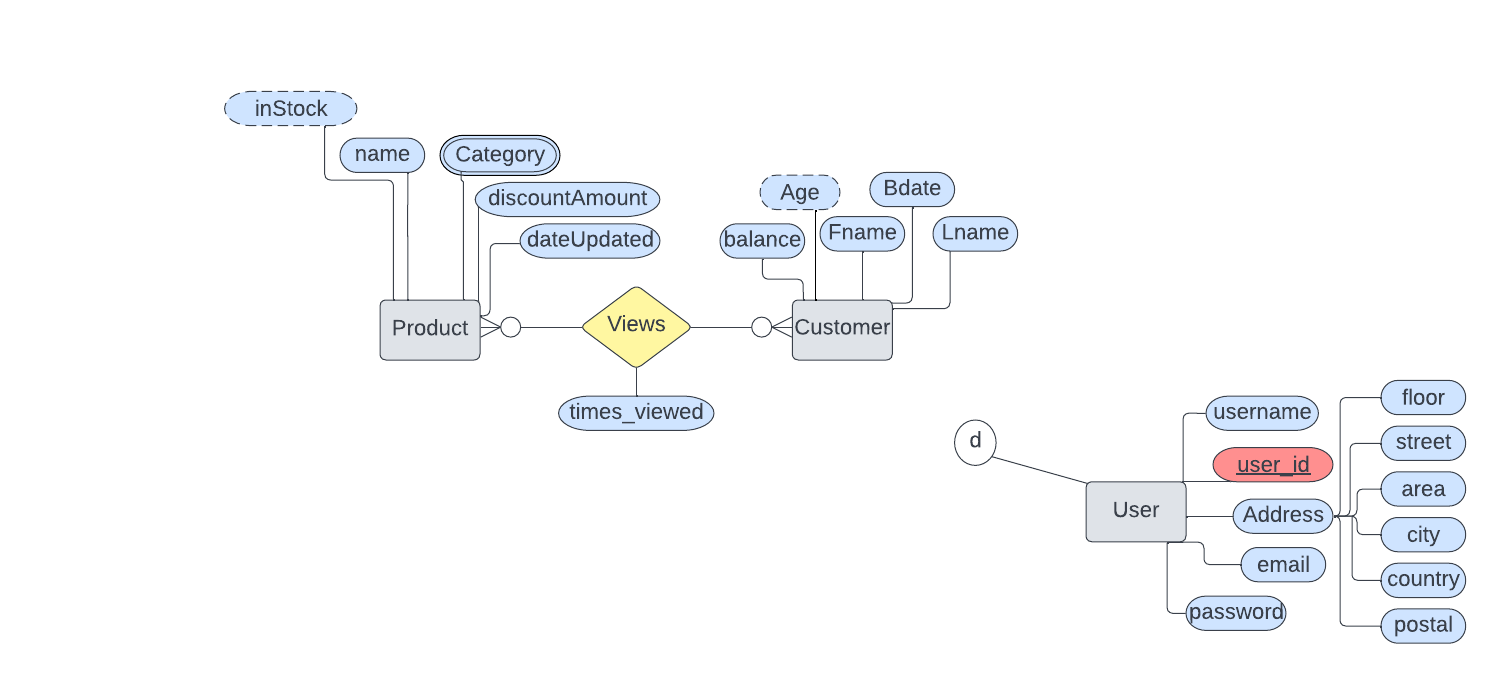 inStock
name
Category
discountAmount
dateUpdated
Product
Views
times_viewed
Age
Bdate
balance
Fname
Lname
Customer
d
User
username
user_id
Address
email
password
floor
street
area
city
country
postal